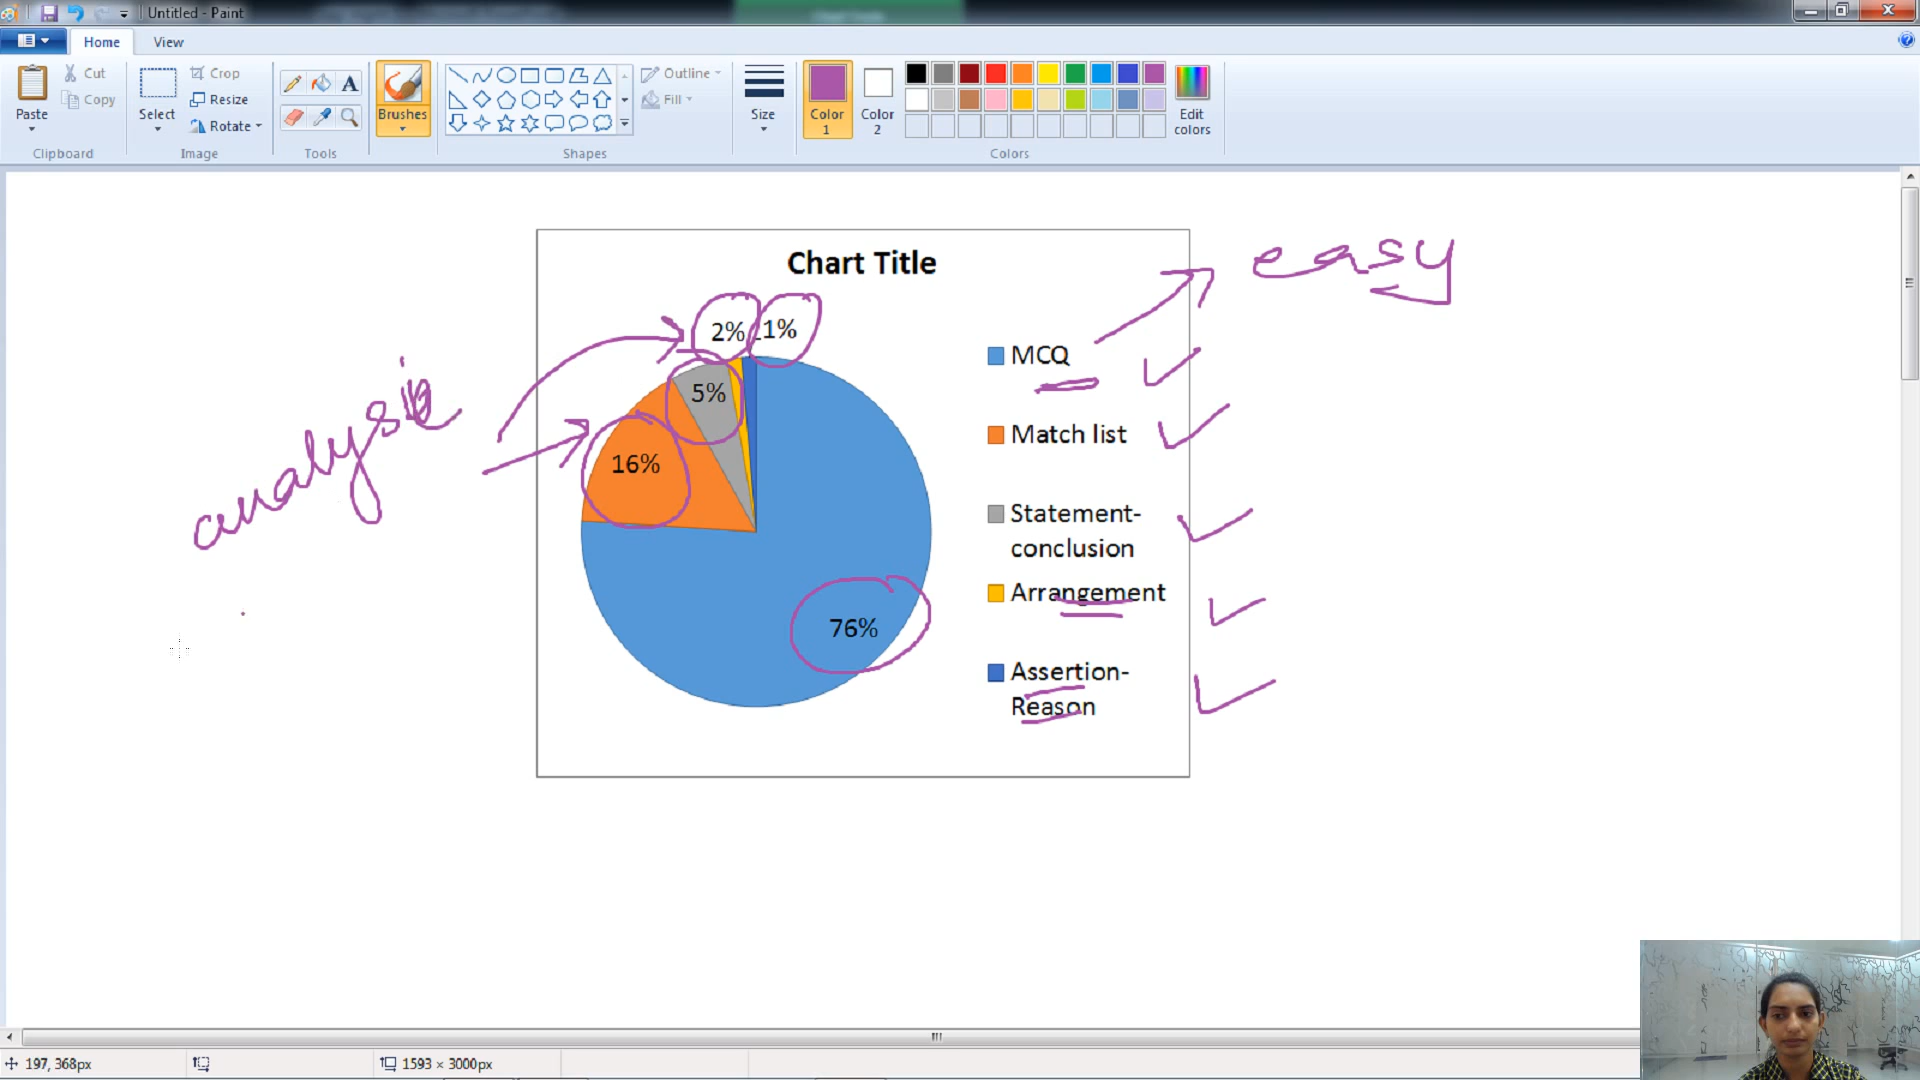 Untitled - Paint
Home
View
Paste
Cut
Copy
Clipboard
Select
Crop
Resize
Rotate
Image
Tools
Brushes
Shapes
Outline
Fill
Size
Color 1
Color 2
Edit colors
Colors
Chart Title
easy
2%
1%
5%
16%
76%
analysis
MCQ
Match list
Statement-
conclusion
Arrangement
Assertion-
Reason
197, 368px
1593 × 3000px